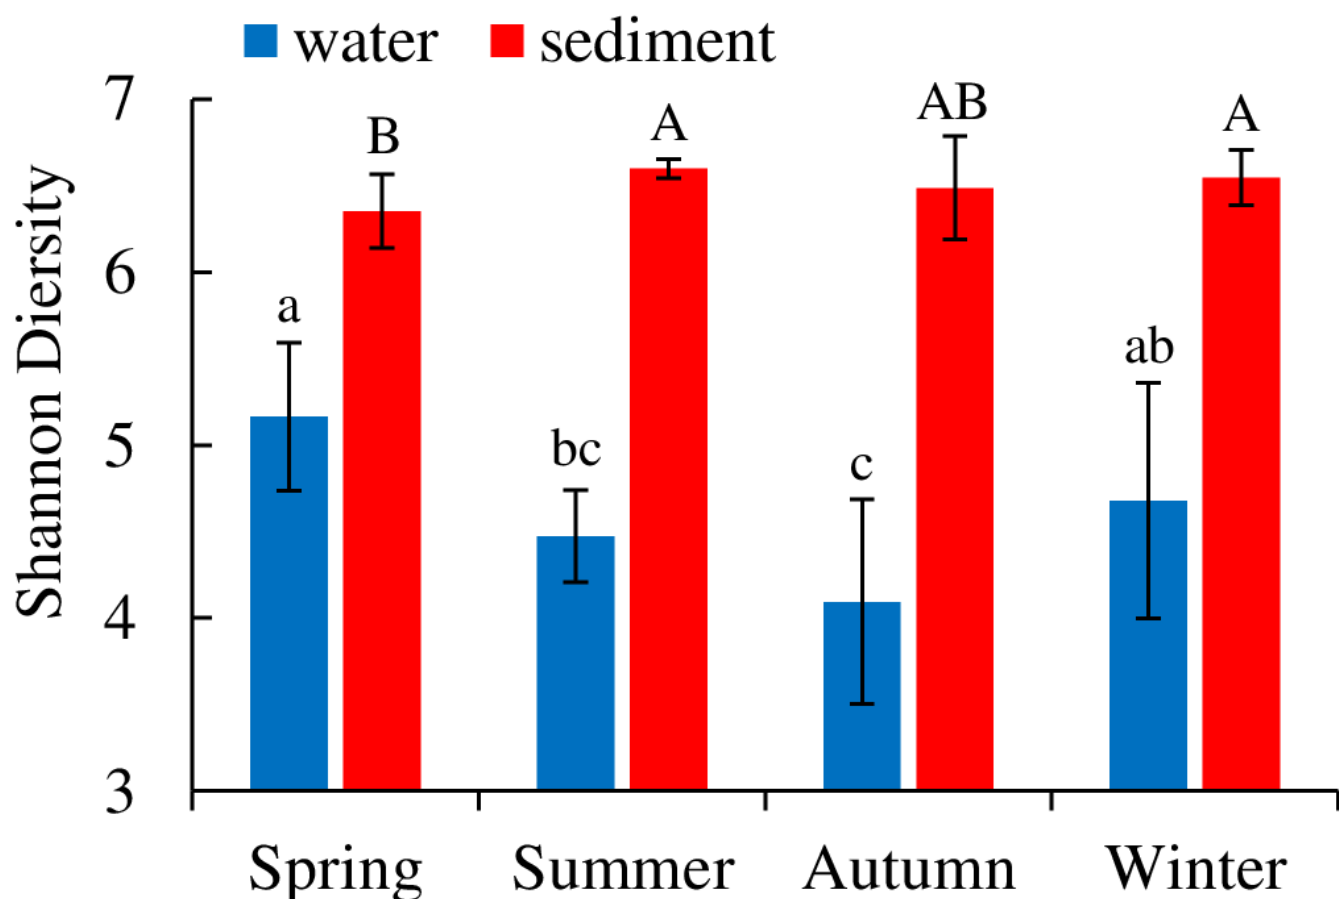 water sediment
Shannon Diersity
7
6
5
4
3
a
B
bc
A
c
AB
ab
A
Spring Summer Autumn Winter